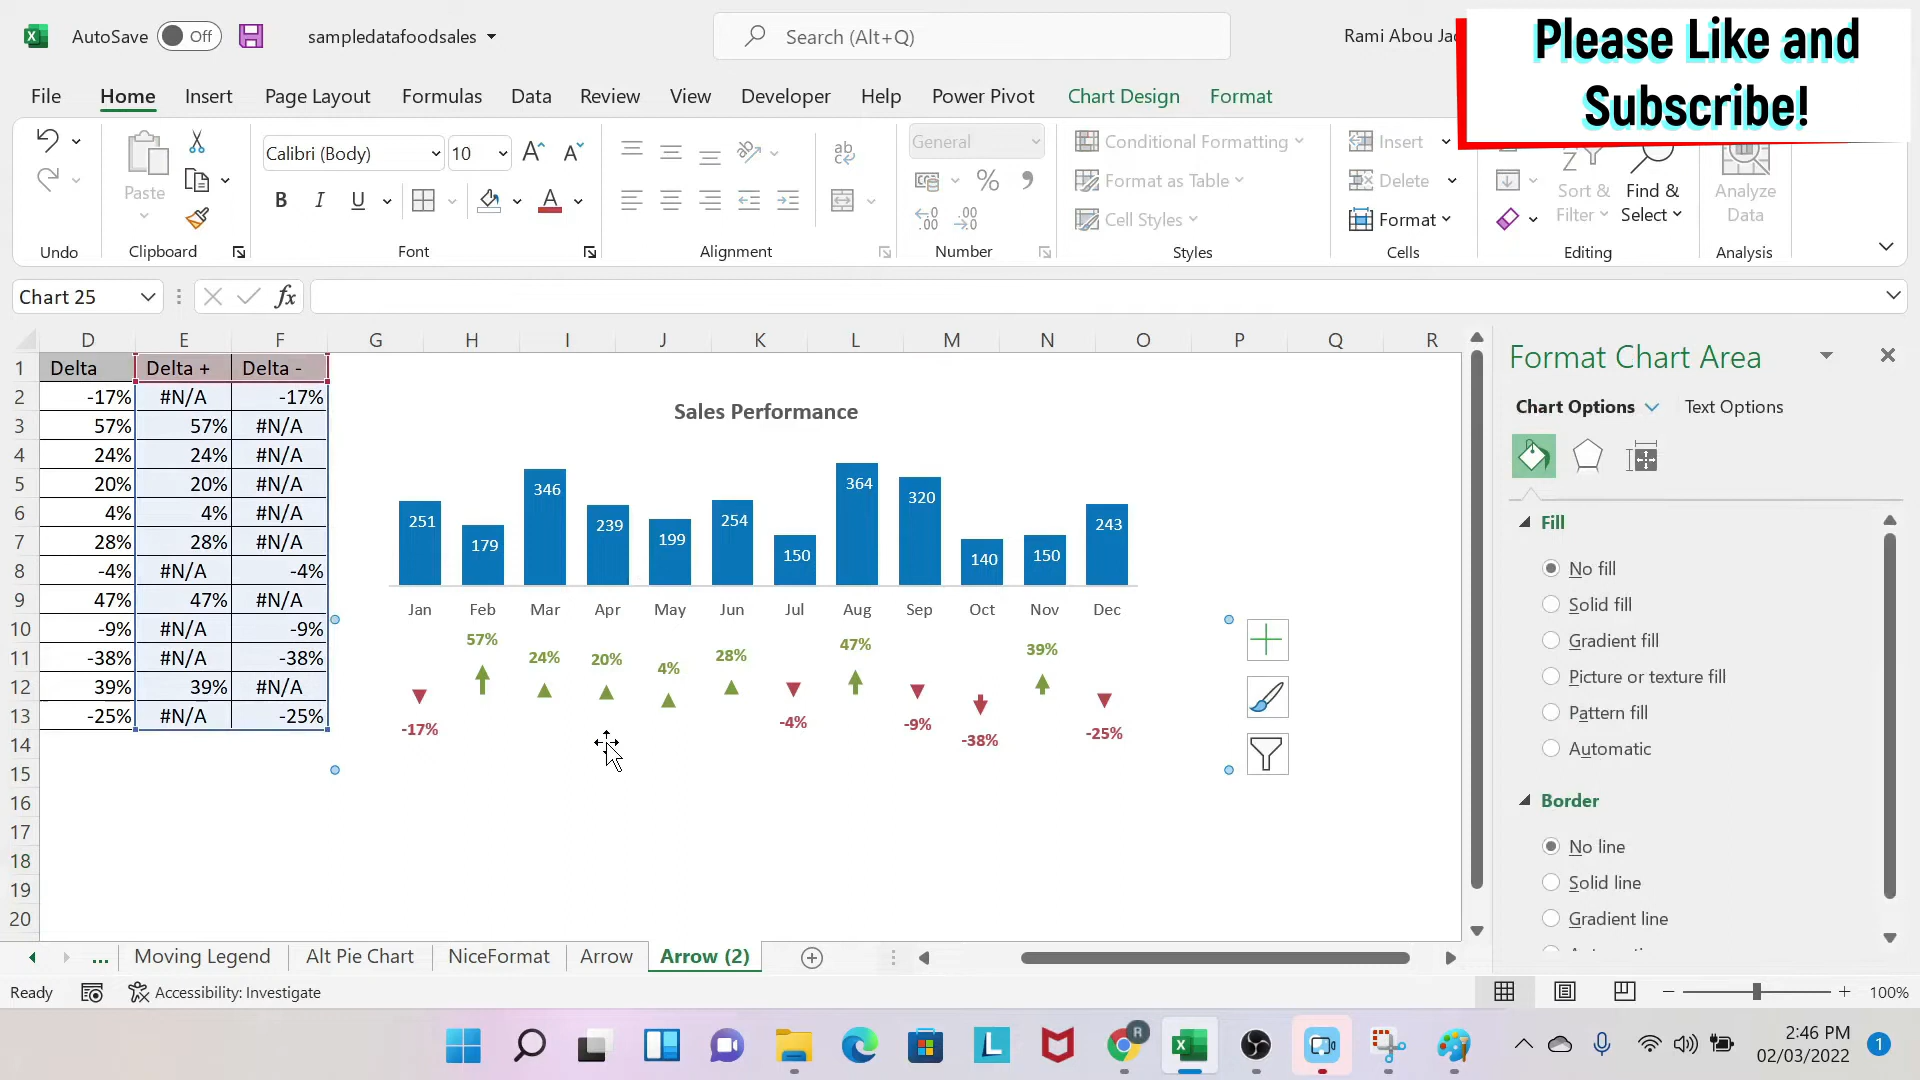 AutoSave Off sampledatafoodsales Search (Alt+Q) Rami Abou Jac
Please Like and
Subscribe!
File Home Insert Page Layout Formulas Data Review View Developer Help Power Pivot Chart Design Format
Calibri (Body) 10 General Conditional Formatting Insert
Paste B I U Format as Table Delete Sort & Find & Analyze
Cell Styles Format Filter Select Data
Undo Clipboard Font Alignment Number Styles Cells Editing Analysis
Chart 25 fx
D E F G H I J K L M N O P Q R
1 Delta Delta + Delta -
2 -17% #N/A -17%
3 57% 57% #N/A
4 24% 24% #N/A
5 20% 20% #N/A
6 4% 4% #N/A
7 28% 28% #N/A
8 -4% #N/A -4%
9 47% 47% #N/A
10 -9% #N/A -9%
11 -38% #N/A -38%
12 39% 39% #N/A
13 -25% #N/A -25%
14
15
16
17
18
19
20
Sales Performance
251 179 346 239 199 254 150 364 320 140 150 243
Jan Feb Mar Apr May Jun Jul Aug Sep Oct Nov Dec
57% 24% 20% 4% 28% 47% 39%
-17% -4% -9% -38% -25%
Format Chart Area
Chart Options Text Options
Fill
No fill
Solid fill
Gradient fill
Picture or texture fill
Pattern fill
Automatic
Border
No line
Solid line
Gradient line
... Moving Legend Alt Pie Chart NiceFormat Arrow Arrow (2)
Ready Accessibility: Investigate 100%
2:46 PM
02/03/2022 1